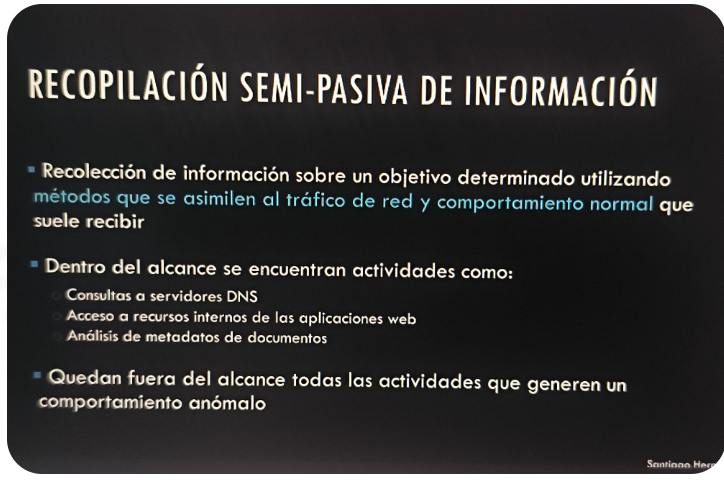 RECOPILACIÓN SEMI-PASIVA DE INFORMACIÓN
Recolección de información sobre un objetivo determinado utilizando
métodos que se asimilen al tráfico de red y comportamiento normal que
suele recibir
Dentro del alcance se encuentran actividades como:
Consultas a servidores DNS
Acceso a recursos internos de las aplicaciones web
Análisis de metadatos de documentos
Quedan fuera del alcance todas las actividades que generen un
comportamiento anómalo
Santiago